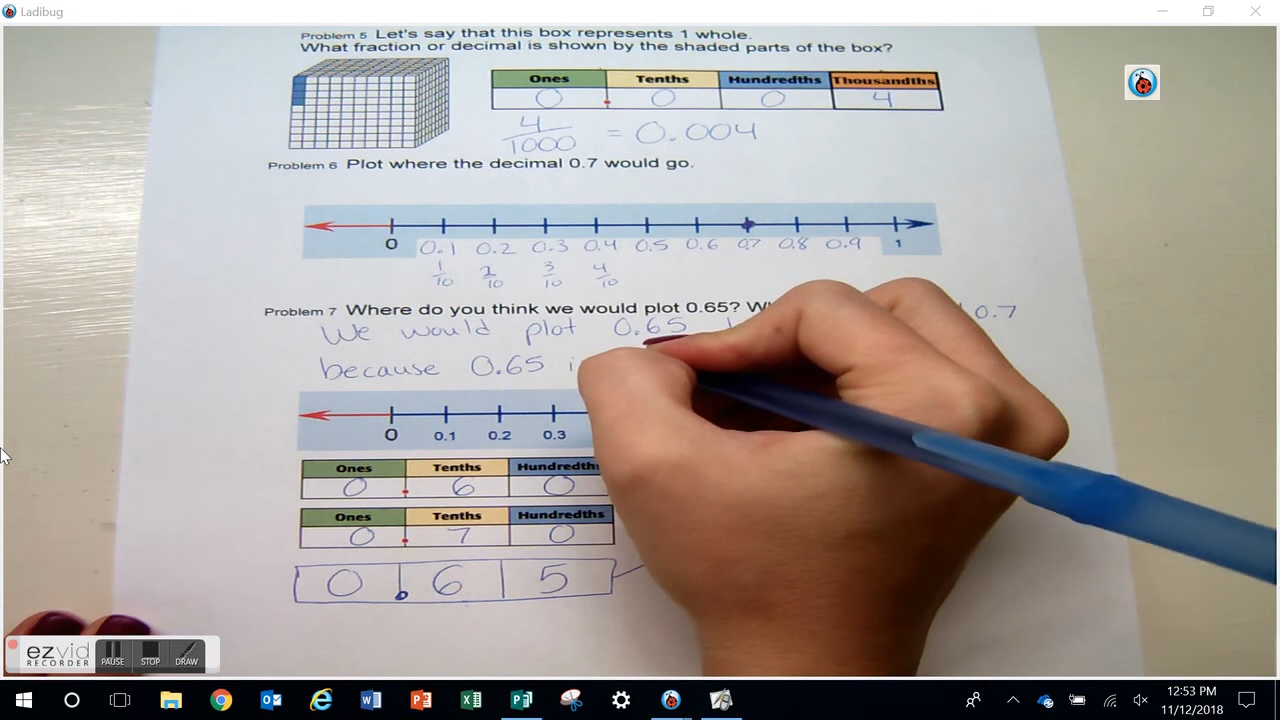 Ladibug
Problem 5 Let's say that this box represents 1 whole.
What fraction or decimal is shown by the shaded parts of the box?
Ones Tenths Hundredths Thousandths
0 . 0 0 4
4/1000 = 0.004
Problem 6 Plot where the decimal 0.7 would go.
0 0.1 0.2 0.3 0.4 0.5 0.6 0.7 0.8 0.9 1
1/10 2/10 3/10 4/10
Problem 7 Where do you think we would plot 0.65?
We would plot 0.65 0.7
because 0.65
0 0.1 0.2 0.3
Ones Tenths Hundredths
0 . 6 0
Ones Tenths Hundredths
0 . 7 0
0 . 6 5
ezvid
RECORDER
PAUSE STOP DRAW
12:53 PM
11/12/2018